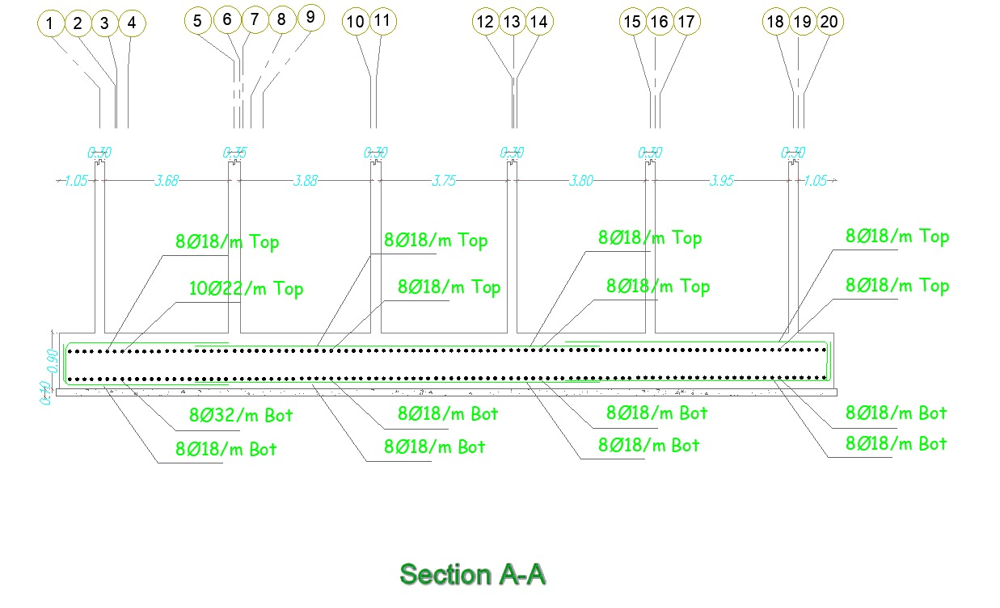 1 2 3 4 5 6 7 8 9 10 11 12 13 14 15 16 17 18 19 20
0.30 0.35 0.30 0.30 0.30 0.30
1.05 3.68 3.88 3.75 3.80 3.95 1.05
8Ø18/m Top 8Ø18/m Top 8Ø18/m Top 8Ø18/m Top
10Ø22/m Top 8Ø18/m Top 8Ø18/m Top 8Ø18/m Top
0.90
0.10
8Ø32/m Bot 8Ø18/m Bot 8Ø18/m Bot 8Ø18/m Bot
8Ø18/m Bot 8Ø18/m Bot 8Ø18/m Bot 8Ø18/m Bot
Section A-A